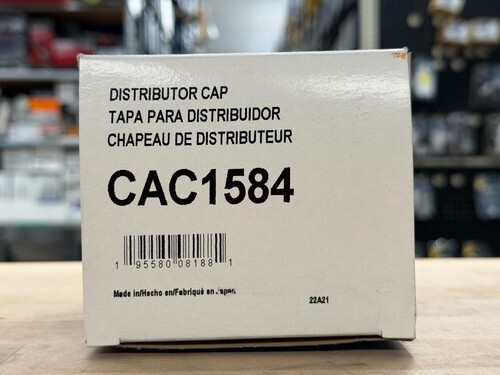 DISTRIBUTOR CAP
TAPA PARA DISTRIBUIDOR
CHAPEAU DE DISTRIBUTEUR
CAC1584
1 95580 08188 1
Made in/Hecho en/Fabriqué en Japan
22A21